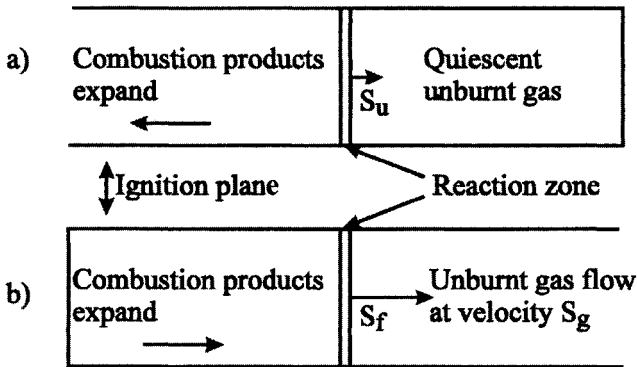 a)
Combustion products
expand
Quiescent
unburnt gas
Su
Ignition plane
Reaction zone
b)
Combustion products
expand
Unburnt gas flow
at velocity Sg
Sf